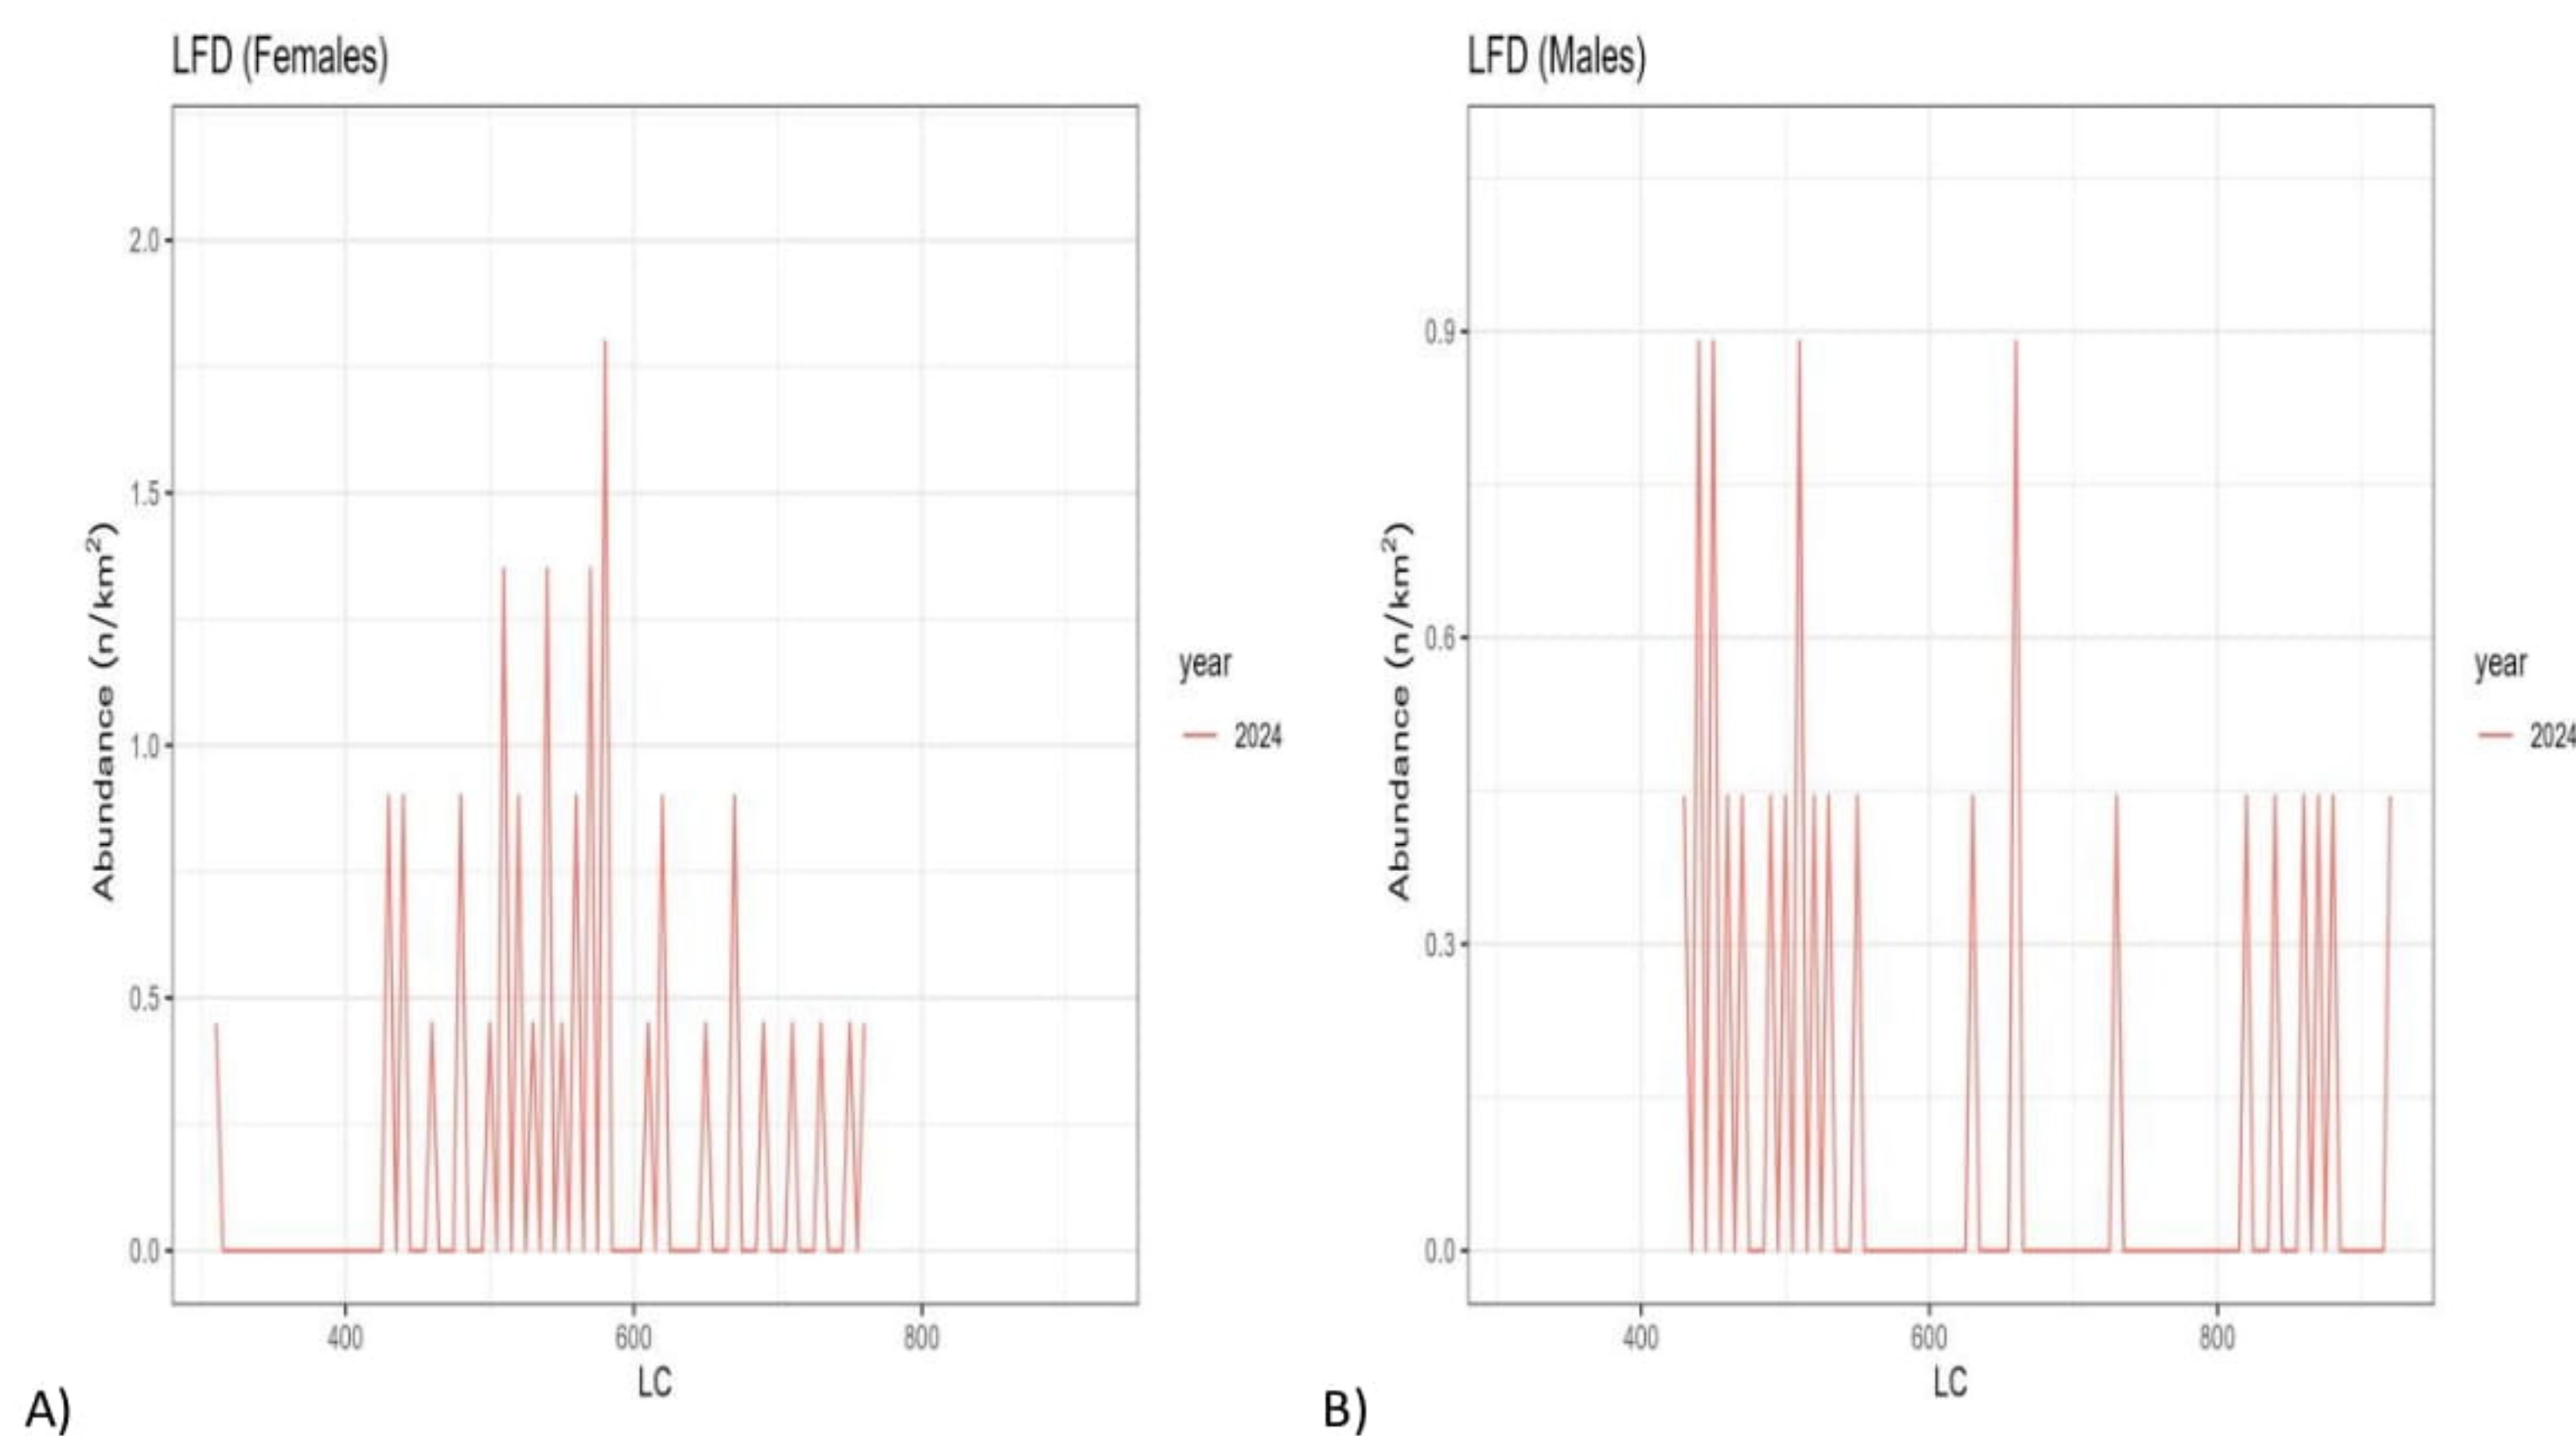 LFD (Females)
2.0
1.5
1.0
0.5
0.0
Abundance (n/km²)
400 600 800
LC
year
2024
A)
LFD (Males)
0.9
0.6
0.3
0.0
Abundance (n/km²)
400 600 800
LC
year
2024
B)